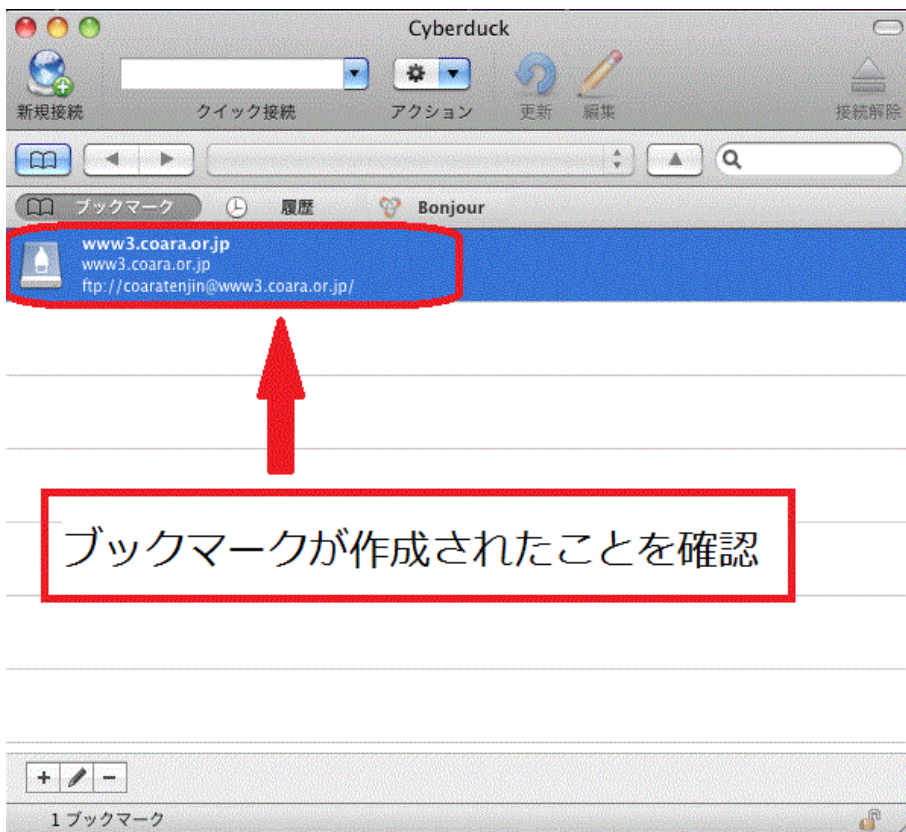 Cyberduck
新規接続
クイック接続
アクション
更新
編集
接続解除
ブックマーク
履歴
Bonjour
www3.coara.or.jp
www3.coara.or.jp
ftp://coaratenjin@www3.coara.or.jp/
ブックマークが作成されたことを確認
1 ブックマーク